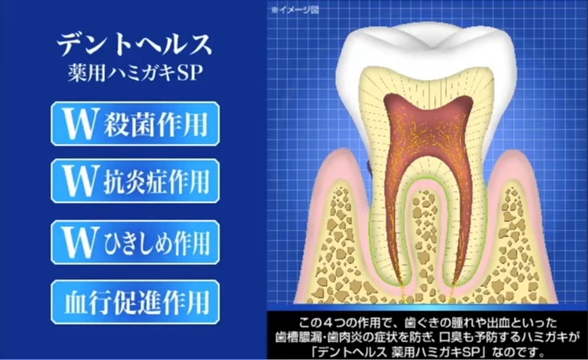 デントヘルス
薬用ハミガキSP
W殺菌作用
W抗炎症作用
Wひきしめ作用
血行促進作用
※イメージ図
この4つの作用で、歯ぐきの腫れや出血といった
歯槽膿漏・歯肉炎の症状を防ぎ、口臭も予防するハミガキが
「デントヘルス 薬用ハミガキSP」なのです。